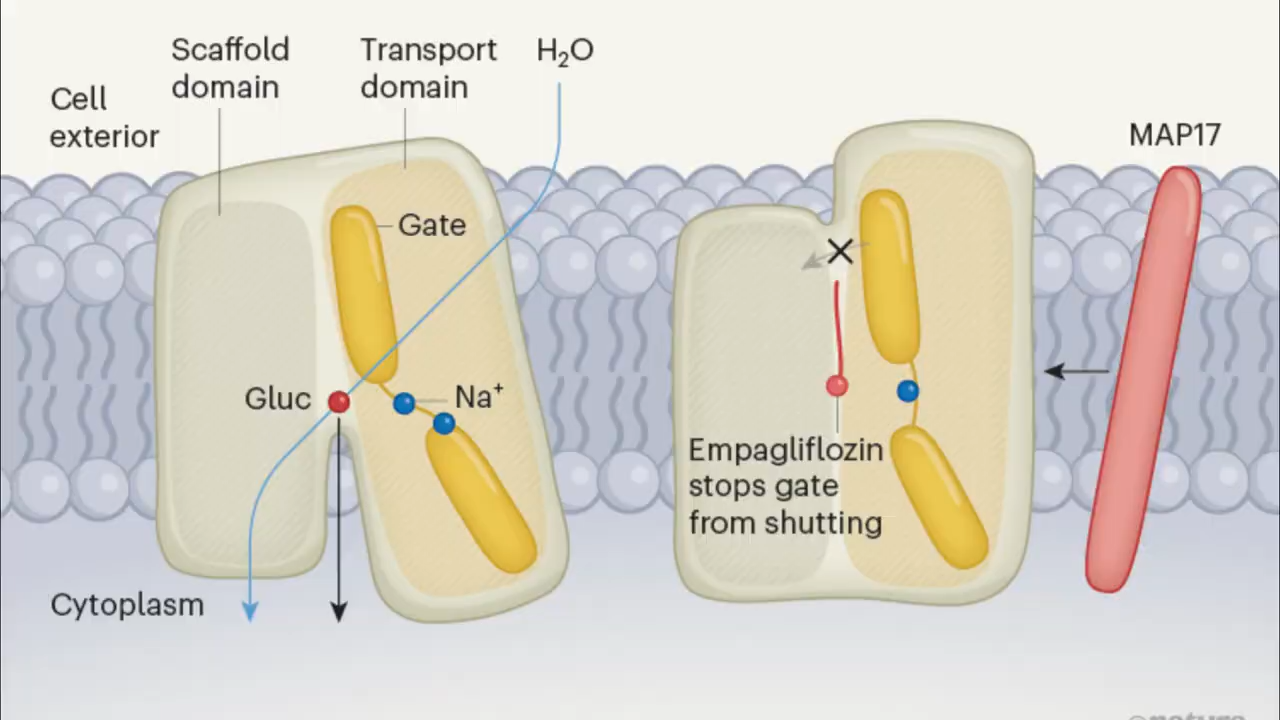 Scaffold
domain
Transport
domain
H₂O
Cell
exterior
MAP17
Gate
Gluc
Na⁺
Empagliflozin
stops gate
from shutting
Cytoplasm